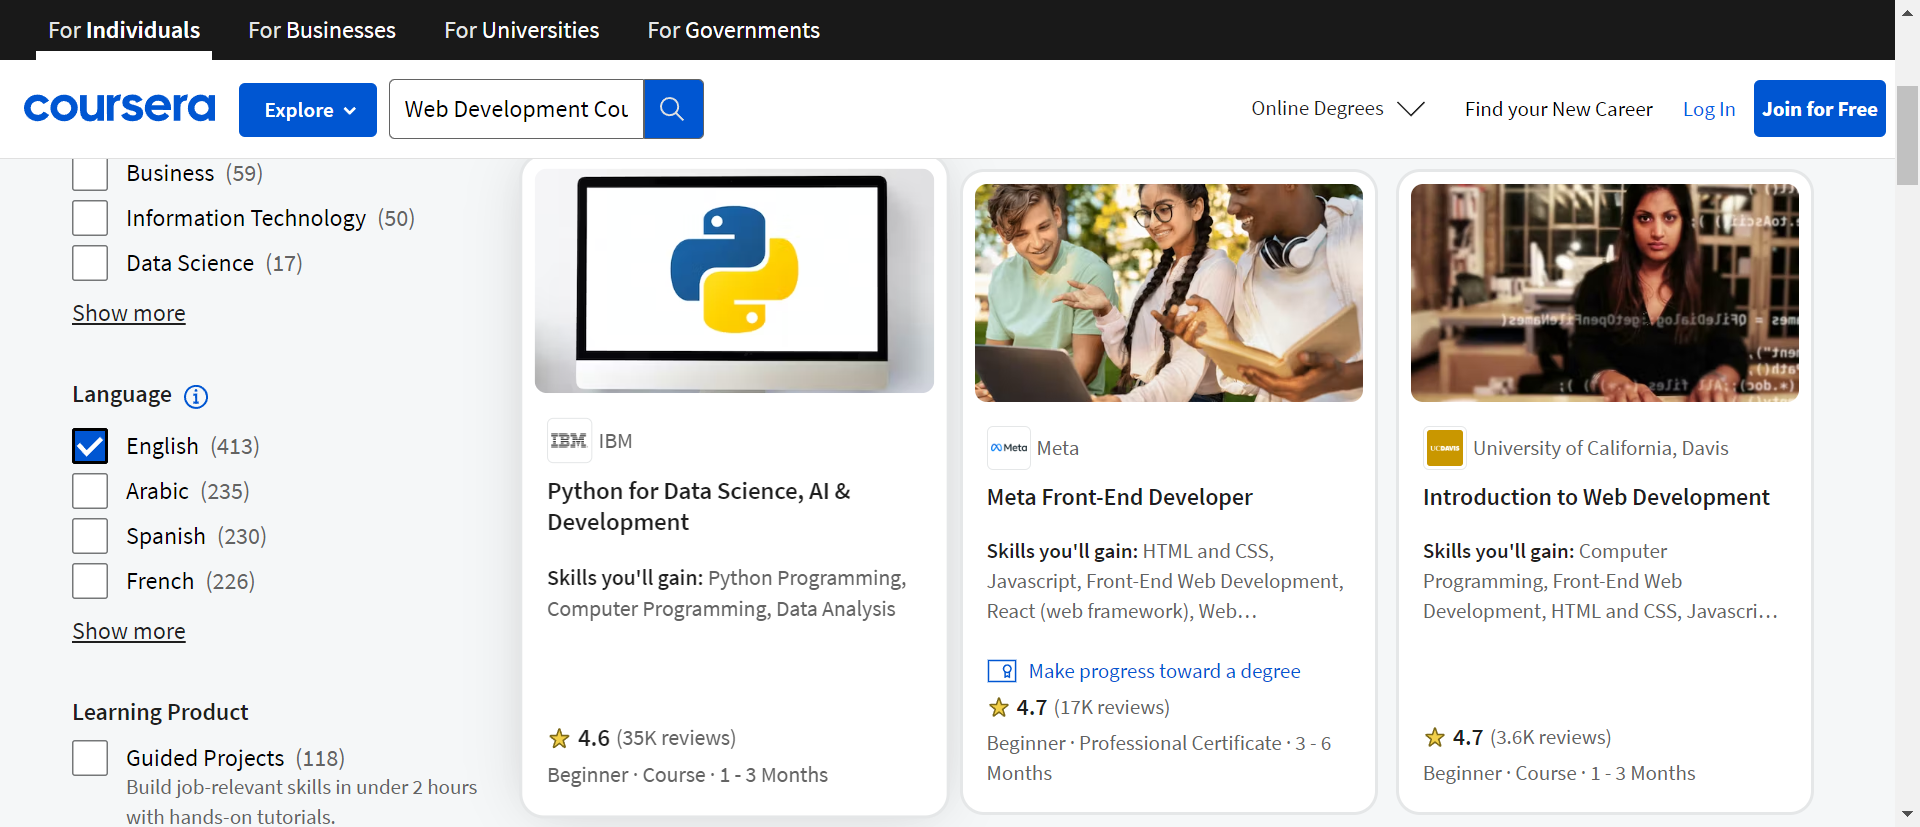 For Individuals
For Businesses
For Universities
For Governments
coursera
Explore
Web Development Cou
Online Degrees
Find your New Career
Log In
Join for Free
Business (59)
Information Technology (50)
Data Science (17)
Show more
Language
English (413)
Arabic (235)
Spanish (230)
French (226)
Show more
Learning Product
Guided Projects (118)
Build job-relevant skills in under 2 hours
with hands-on tutorials.
IBM IBM
Python for Data Science, AI &
Development
Skills you'll gain: Python Programming,
Computer Programming, Data Analysis
4.6 (35K reviews)
Beginner · Course · 1 - 3 Months
Meta Meta
Meta Front-End Developer
Skills you'll gain: HTML and CSS,
Javascript, Front-End Web Development,
React (web framework), Web…
Make progress toward a degree
4.7 (17K reviews)
Beginner · Professional Certificate · 3 - 6
Months
UCDAVIS University of California, Davis
Introduction to Web Development
Skills you'll gain: Computer
Programming, Front-End Web
Development, HTML and CSS, Javascri…
4.7 (3.6K reviews)
Beginner · Course · 1 - 3 Months